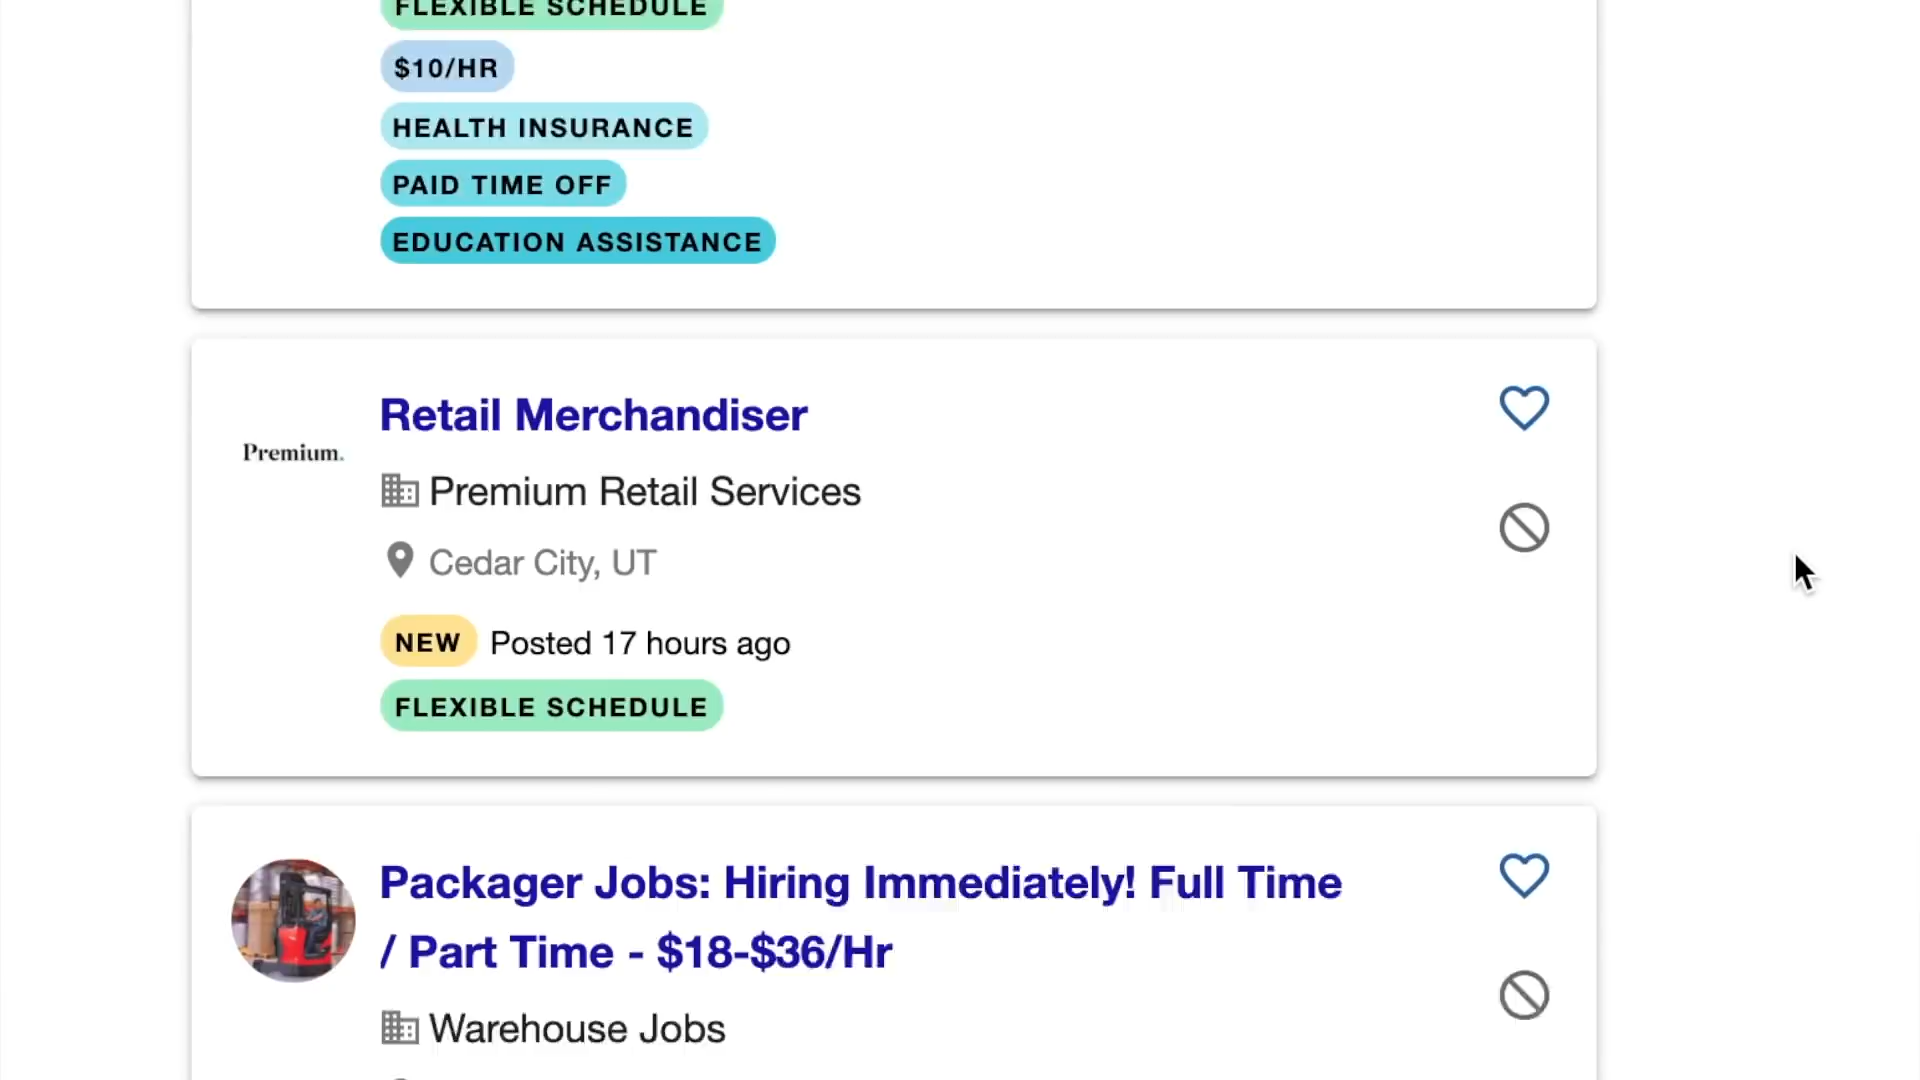 FLEXIBLE SCHEDULE
$10/HR
HEALTH INSURANCE
PAID TIME OFF
EDUCATION ASSISTANCE
Premium.
Retail Merchandiser
Premium Retail Services
Cedar City, UT
NEW Posted 17 hours ago
FLEXIBLE SCHEDULE
Packager Jobs: Hiring Immediately! Full Time
/ Part Time - $18-$36/Hr
Warehouse Jobs